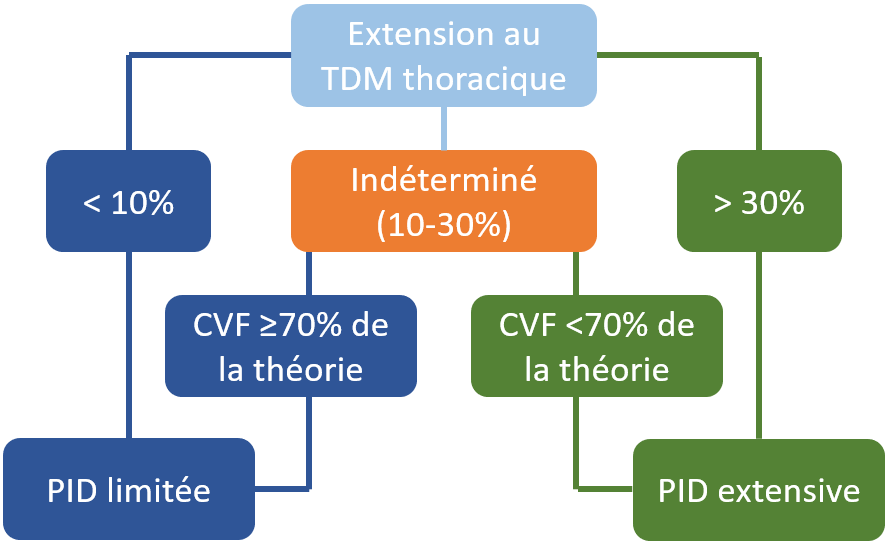 Extension au
TDM thoracique
< 10%
Indéterminé
(10-30%)
> 30%
CVF ≥70% de
la théorie
CVF <70% de
la théorie
PID limitée
PID extensive